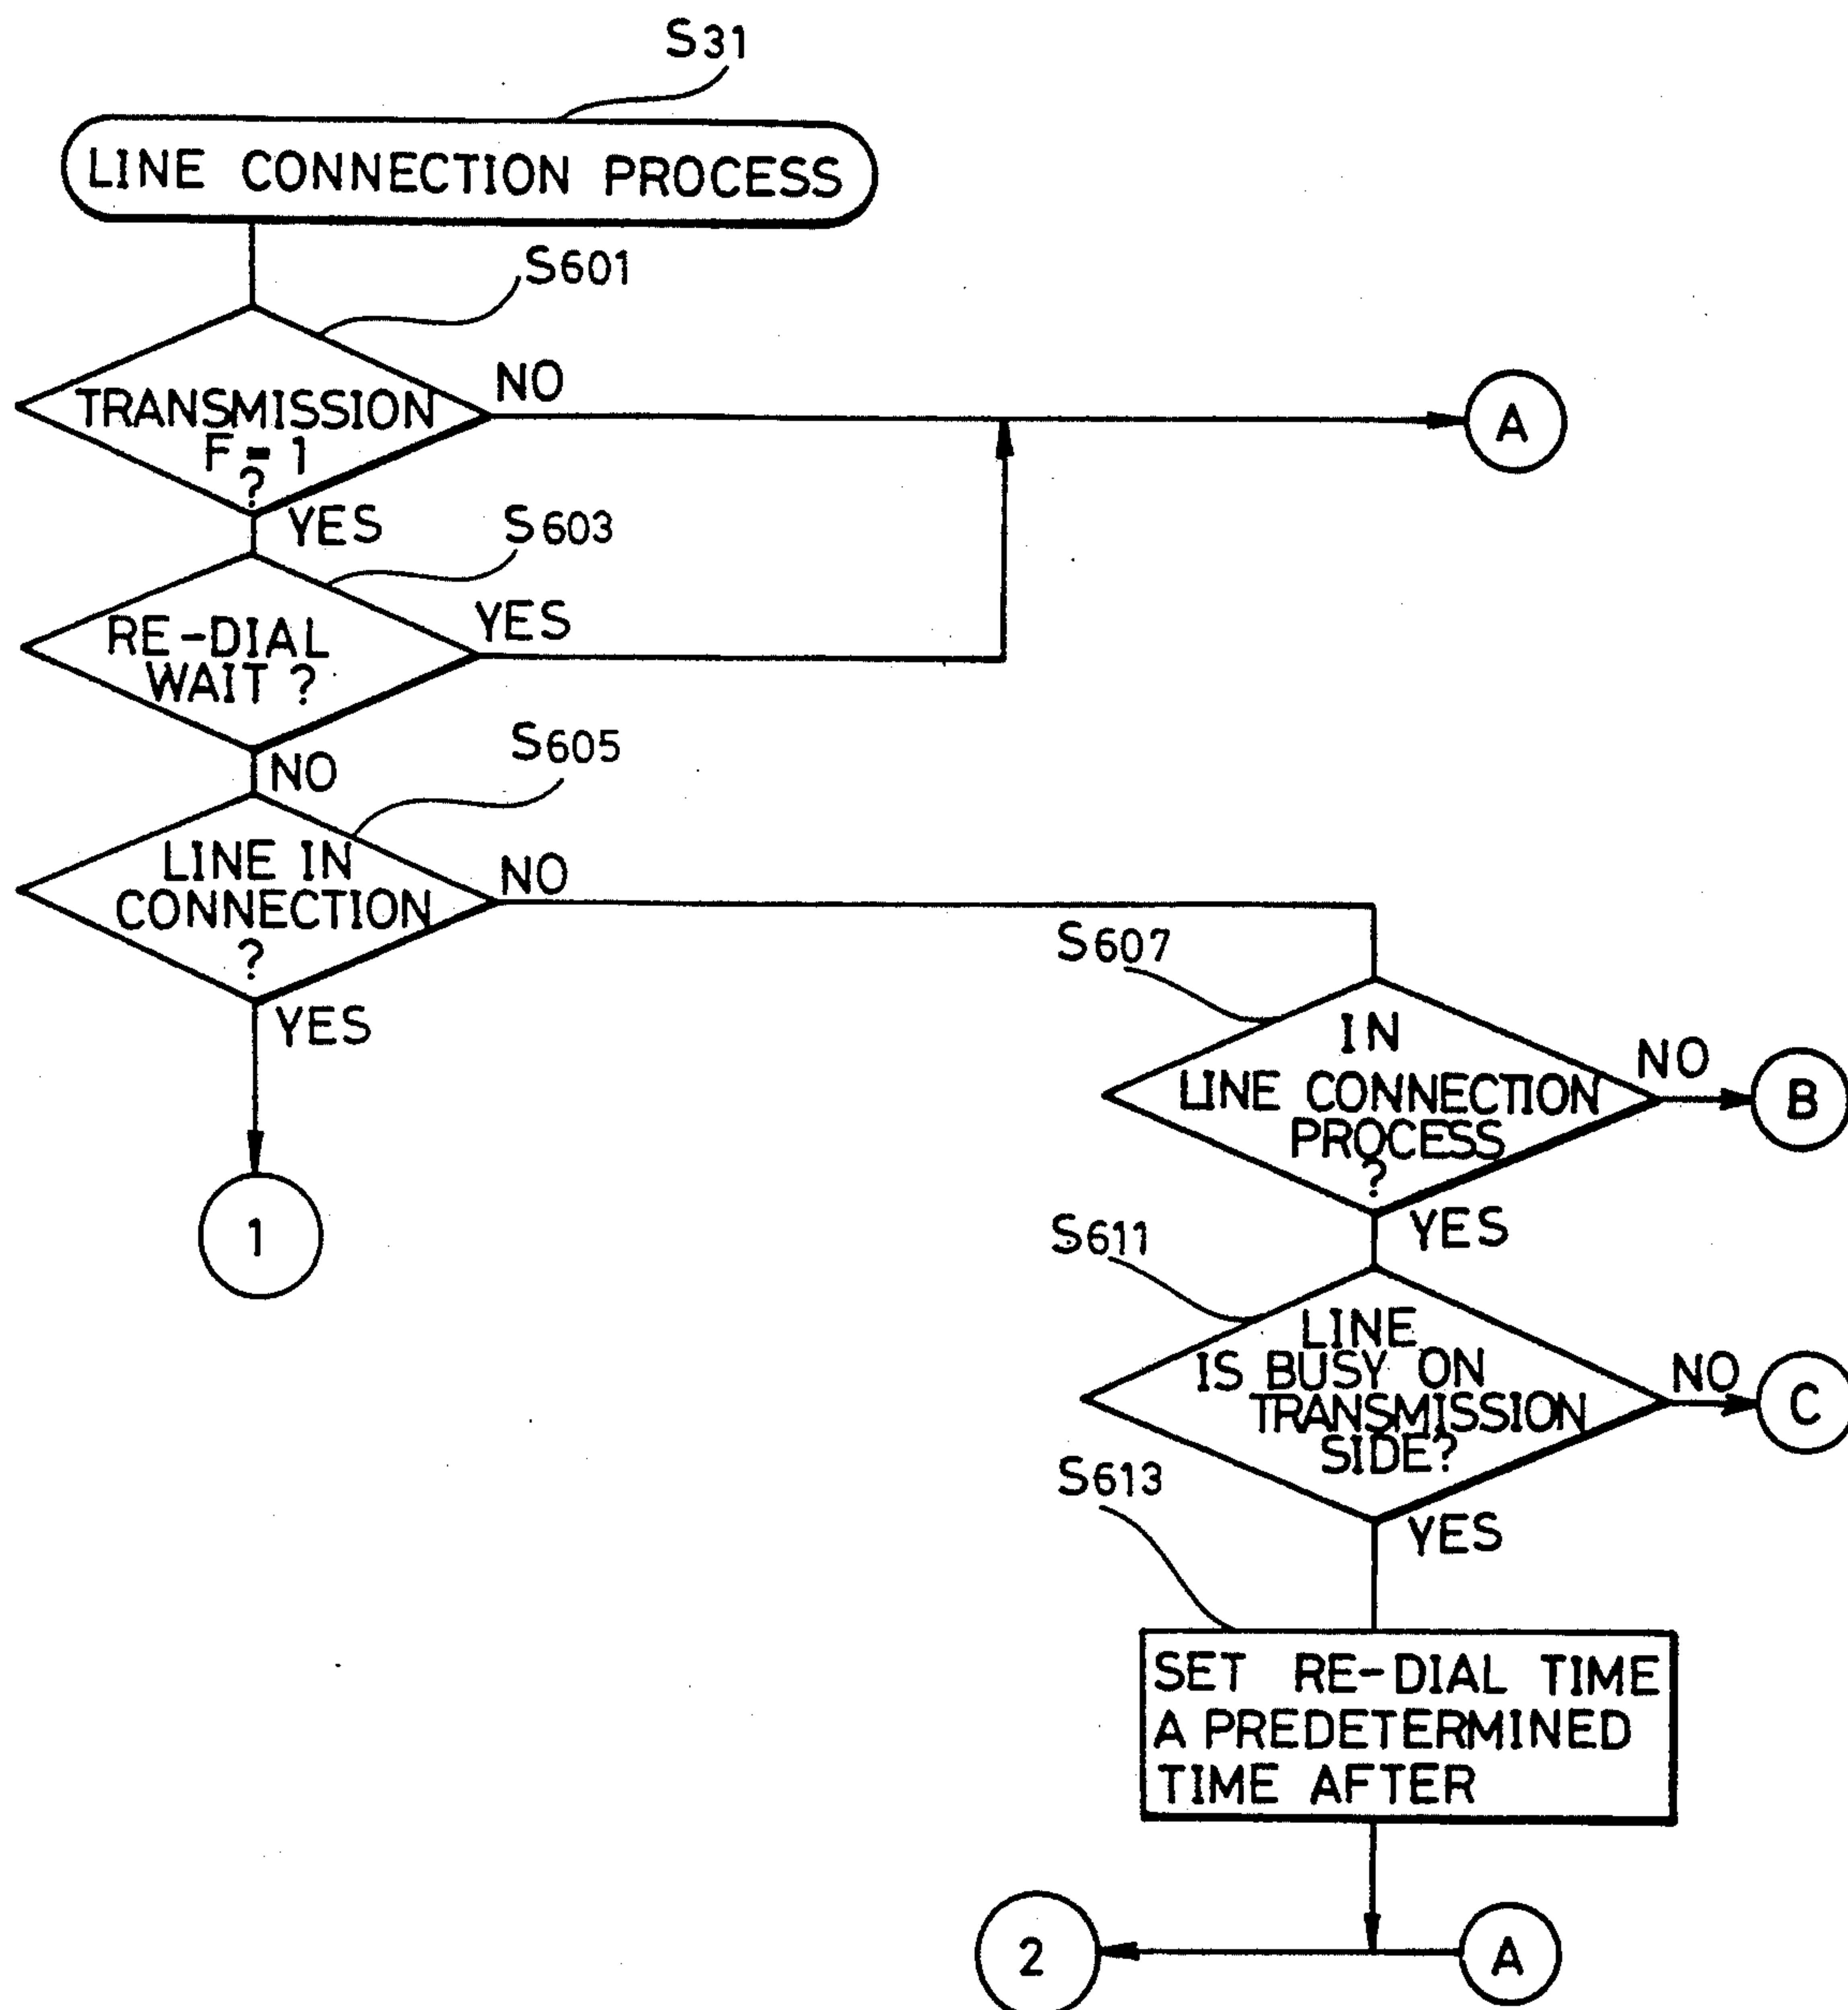 S31
LINE CONNECTION PROCESS
S601
TRANSMISSION
F = 1
?
NO
A
YES
S603
RE-DIAL
WAIT ?
YES
NO
S605
LINE IN
CONNECTION
?
NO
YES
1
S607
IN
LINE CONNECTION
PROCESS
?
NO
B
YES
S611
LINE
IS BUSY ON
TRANSMISSION
SIDE?
NO
C
YES
S613
SET RE-DIAL TIME
A PREDETERMINED
TIME AFTER
2
A